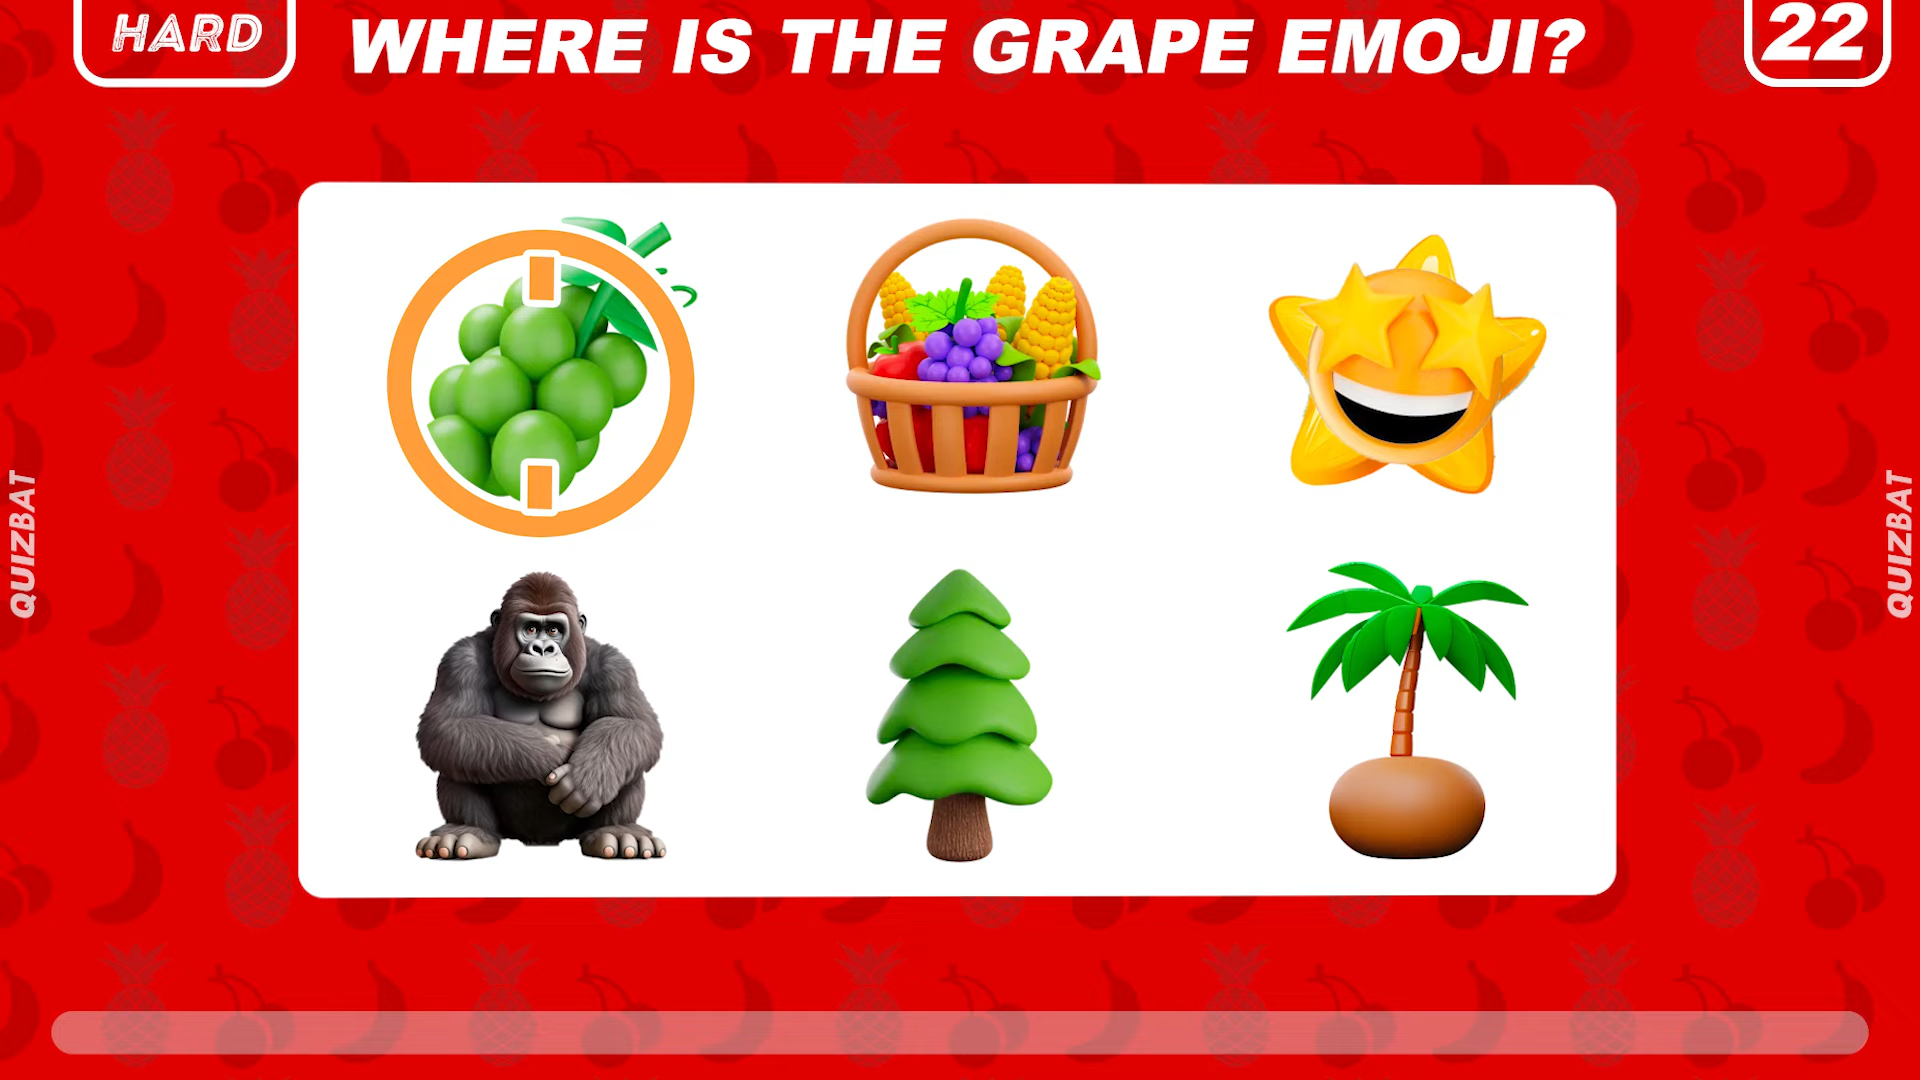 HARD
WHERE IS THE GRAPE EMOJI?
22
QUIZBAT
QUIZBAT